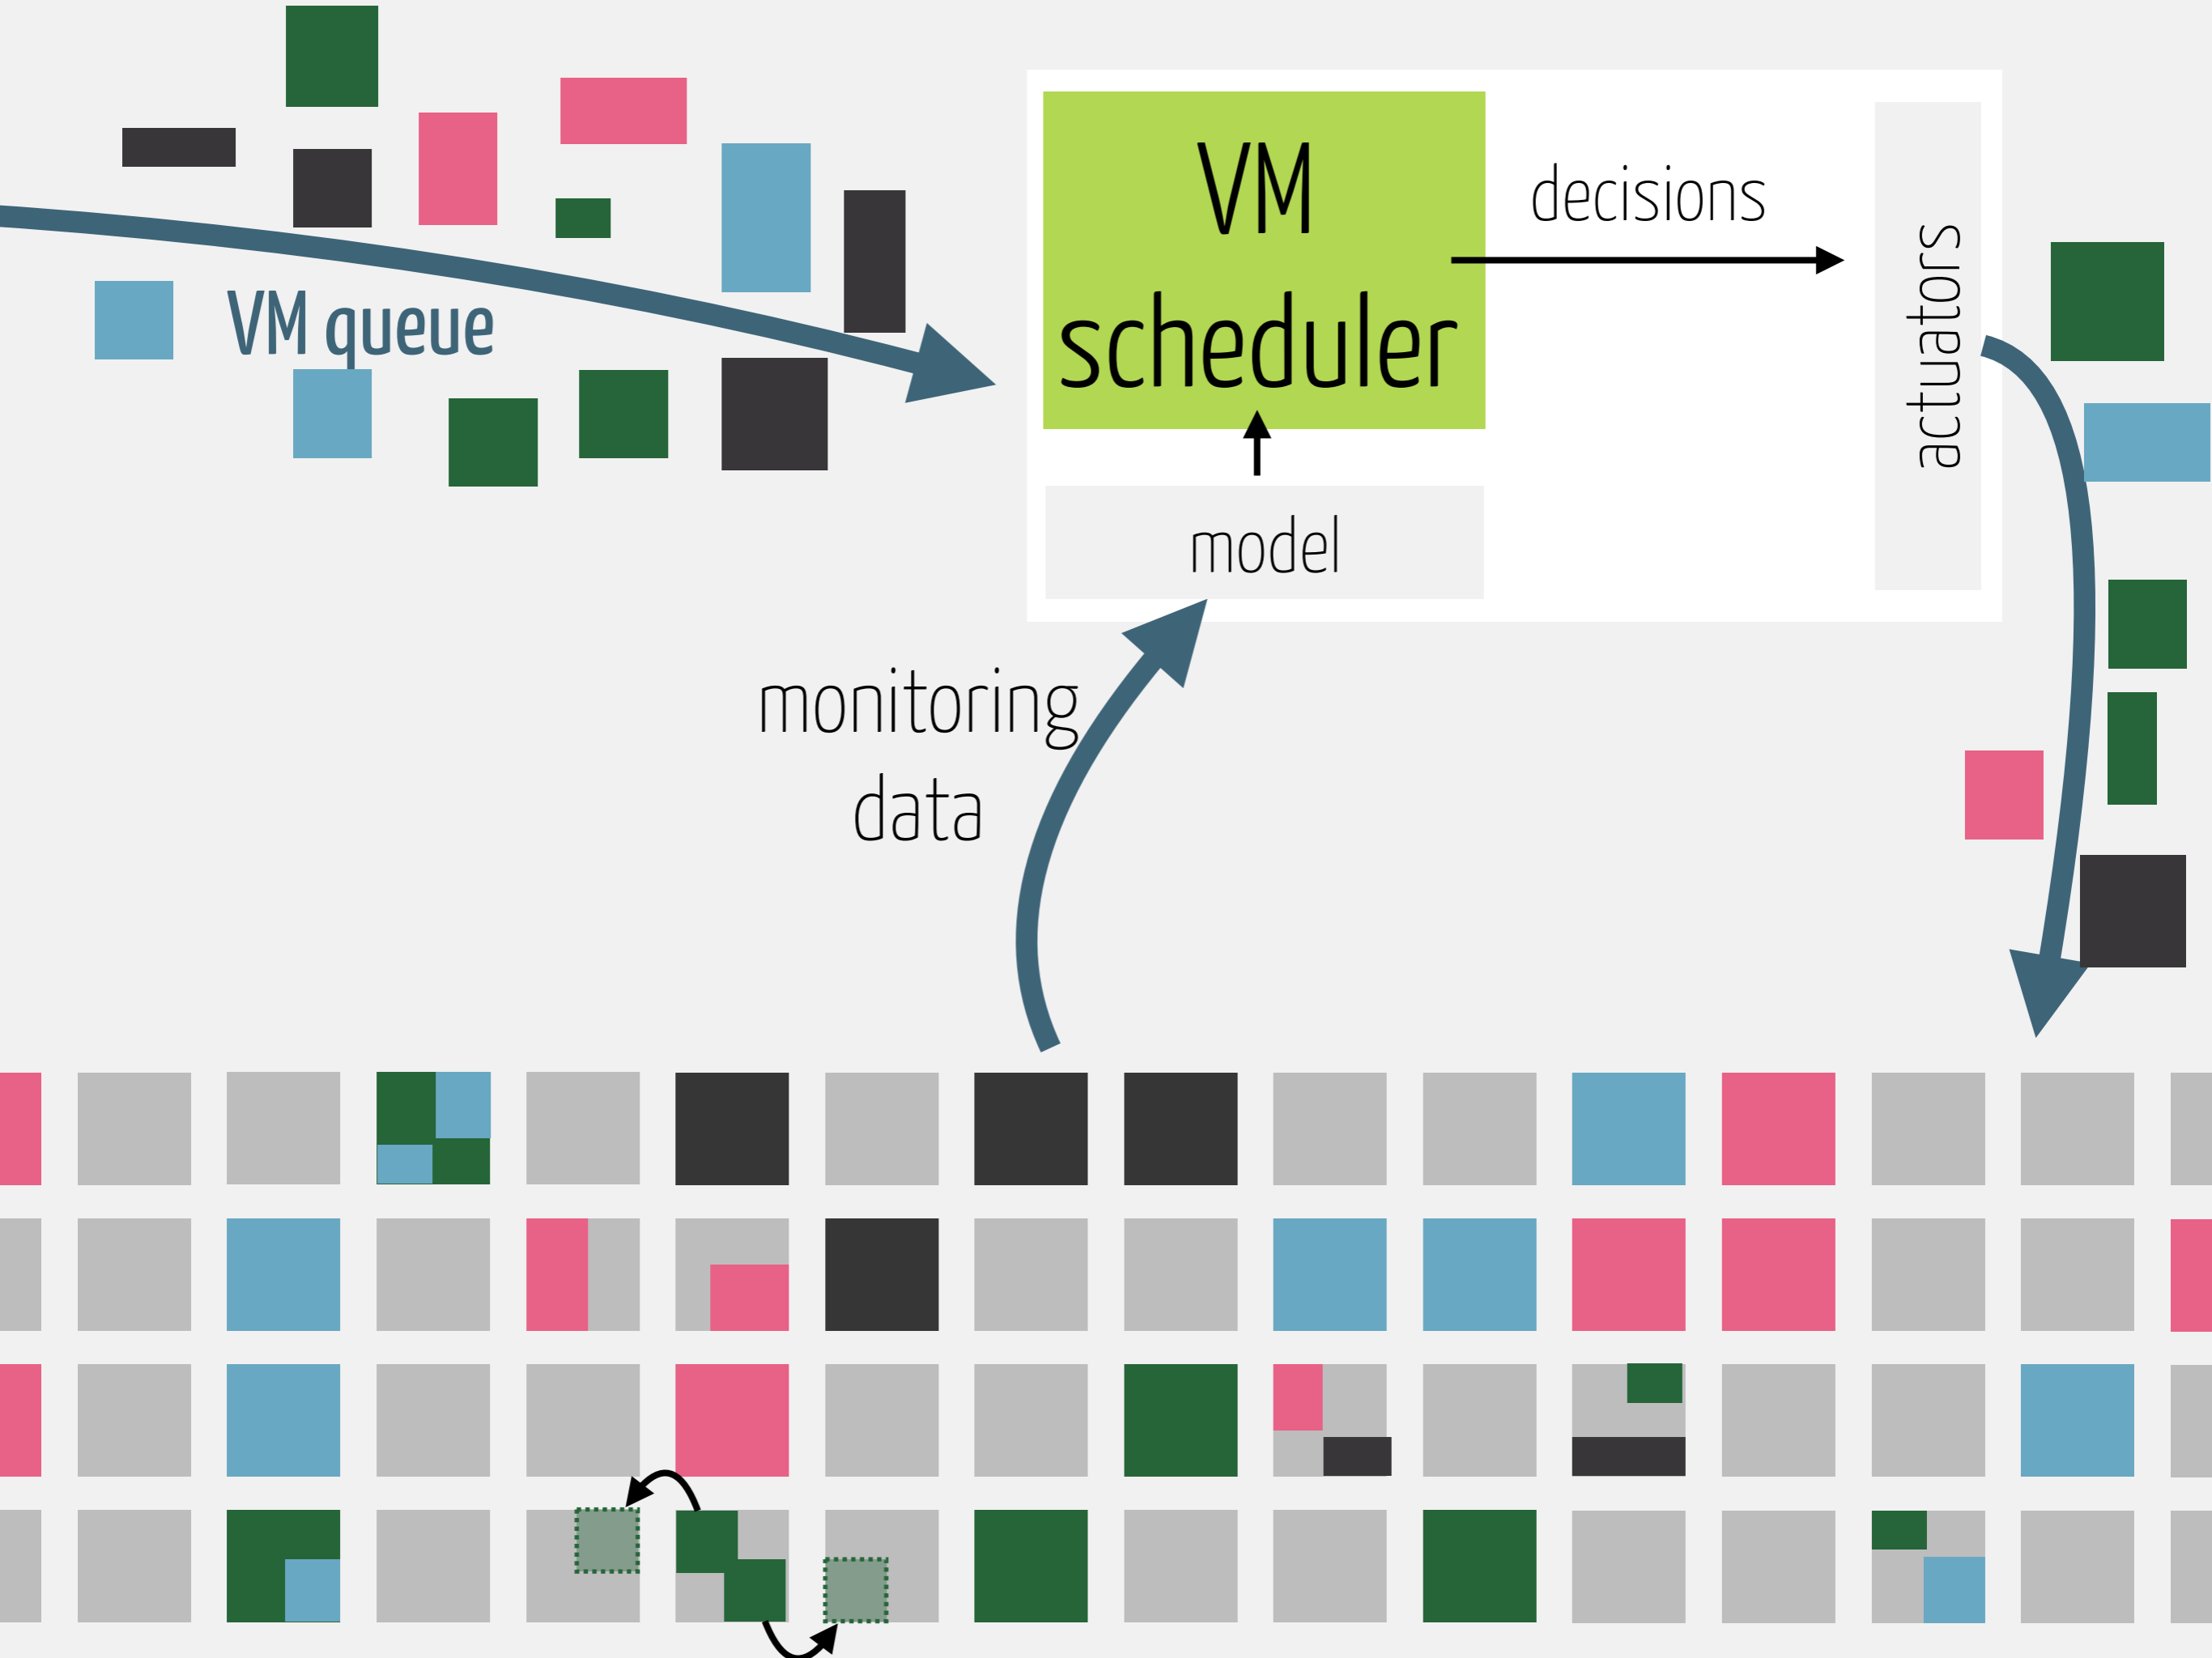 VM
scheduler
decisions
actuators
VM queue
model
monitoring
data